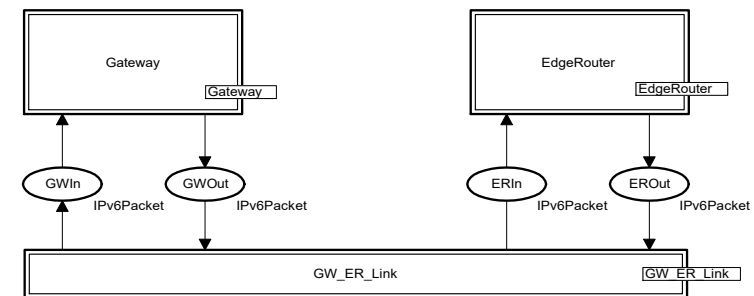 Gateway
EdgeRouter
Gateway
EdgeRouter
GWIn
GWOut
ERIn
EROut
IPv6Packet
IPv6Packet
IPv6Packet
IPv6Packet
GW_ER_Link
GW_ER_Link